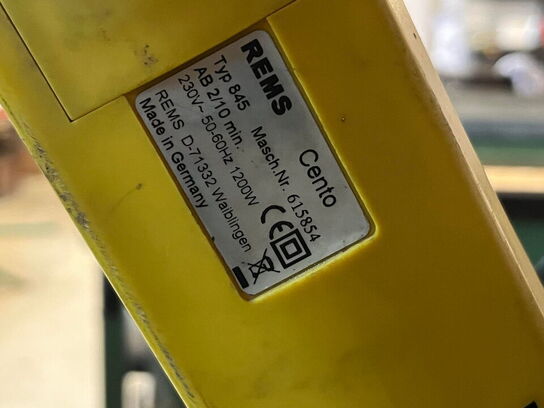 REMS Cento
Typ 845 Masch.Nr. 615854
AB 2/10 min.
230V~ 50-60Hz 1200W
REMS D-71332 Waiblingen
Made in Germany
CE